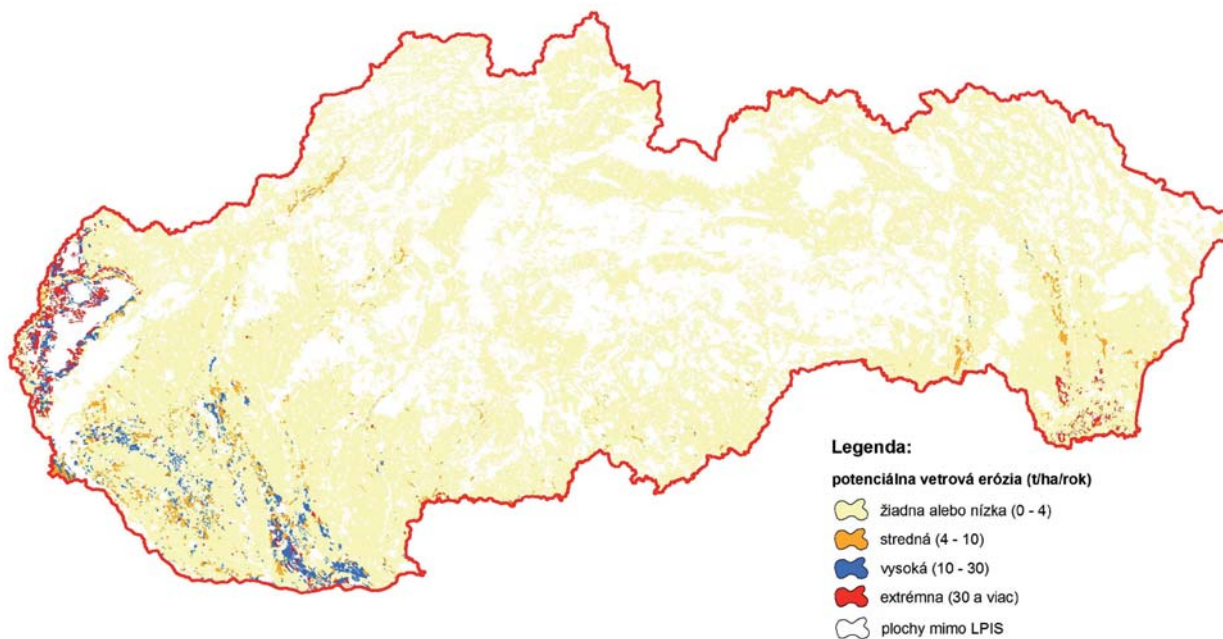 Legenda:
potenciálna vetrová erózia (t/ha/rok)
žiadna alebo nízka (0 - 4)
stredná (4 - 10)
vysoká (10 - 30)
extrémna (30 a viac)
plochy mimo LPIS